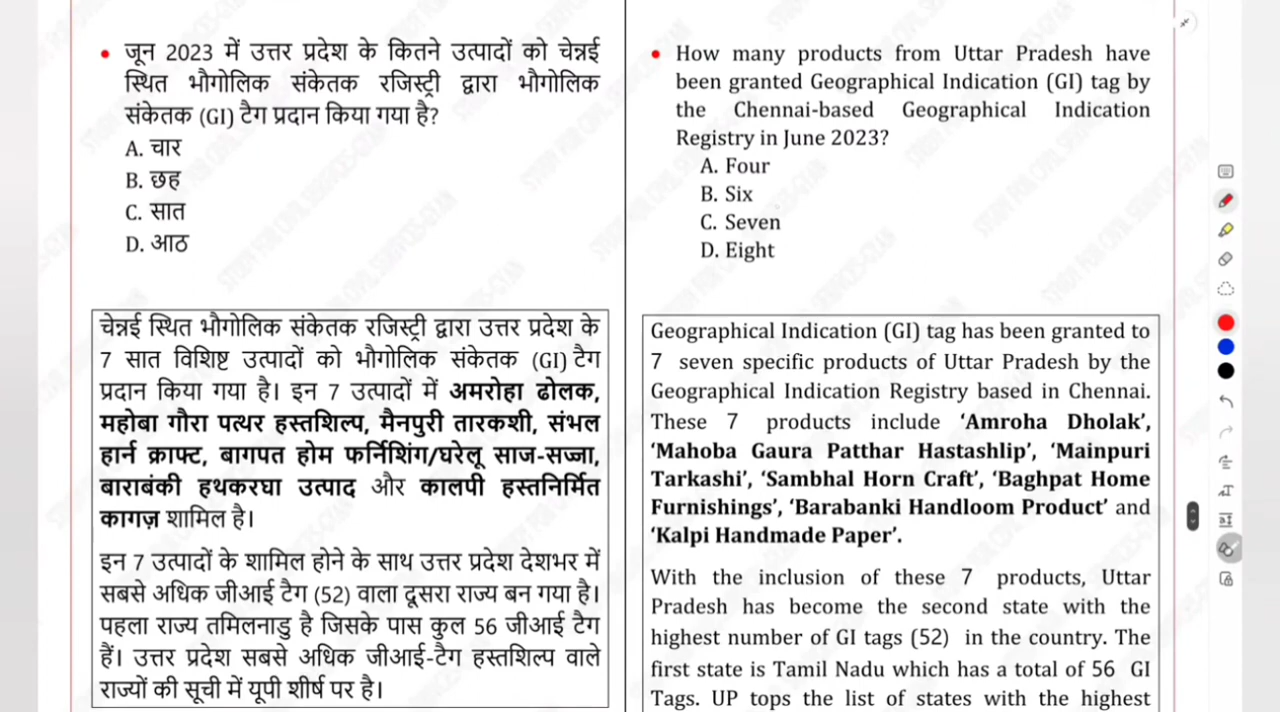 • जून 2023 में उत्तर प्रदेश के कितने उत्पादों को चेन्नई
स्थित भौगोलिक संकेतक रजिस्ट्री द्वारा भौगोलिक
संकेतक (GI) टैग प्रदान किया गया है?
A. चार
B. छह
C. सात
D. आठ
चेन्नई स्थित भौगोलिक संकेतक रजिस्ट्री द्वारा उत्तर प्रदेश के
7 सात विशिष्ट उत्पादों को भौगोलिक संकेतक (GI) टैग
प्रदान किया गया है। इन 7 उत्पादों में अमरोहा ढोलक,
महोबा गौरा पत्थर हस्तशिल्प, मैनपुरी तारकशी, संभल
हार्न क्राफ्ट, बागपत होम फर्निशिंग/घरेलू साज-सज्जा,
बाराबंकी हथकरघा उत्पाद और कालपी हस्तनिर्मित
कागज़ शामिल है।
इन 7 उत्पादों के शामिल होने के साथ उत्तर प्रदेश देशभर में
सबसे अधिक जीआई टैग (52) वाला दूसरा राज्य बन गया है।
पहला राज्य तमिलनाडु है जिसके पास कुल 56 जीआई टैग
हैं। उत्तर प्रदेश सबसे अधिक जीआई-टैग हस्तशिल्प वाले
राज्यों की सूची में यूपी शीर्ष पर है।
• How many products from Uttar Pradesh have
been granted Geographical Indication (GI) tag by
the Chennai-based Geographical Indication
Registry in June 2023?
A. Four
B. Six
C. Seven
D. Eight
Geographical Indication (GI) tag has been granted to
7 seven specific products of Uttar Pradesh by the
Geographical Indication Registry based in Chennai.
These 7 products include ‘Amroha Dholak’,
‘Mahoba Gaura Patthar Hastashlip’, ‘Mainpuri
Tarkashi’, ‘Sambhal Horn Craft’, ‘Baghpat Home
Furnishings’, ‘Barabanki Handloom Product’ and
‘Kalpi Handmade Paper’.
With the inclusion of these 7 products, Uttar
Pradesh has become the second state with the
highest number of GI tags (52) in the country. The
first state is Tamil Nadu which has a total of 56 GI
Tags. UP tops the list of states with the highest